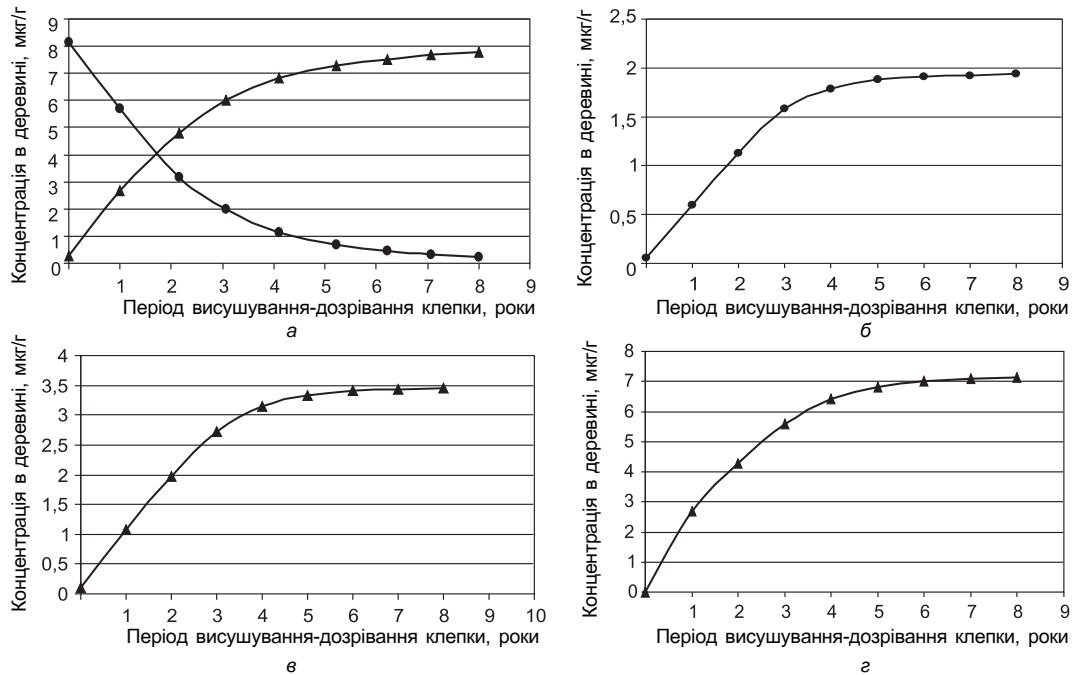 Концентрація в деревині, мкг/г
9
8
7
6
5
4
3
2
1
0
1 2 3 4 5 6 7 8 9
Період висушування-дозрівання клепки, роки
а
Концентрація в деревині, мкг/г
2,5
2
1,5
1
0,5
0
1 2 3 4 5 6 7 8 9
Період висушування-дозрівання клепки, роки
б
Концентрація в деревині, мкг/г
4
3,5
3
2,5
2
1,5
1
0,5
0
1 2 3 4 5 6 7 8 9 10
Період висушування-дозрівання клепки, роки
в
Концентрація в деревині, мкг/г
8
7
6
5
4
3
2
1
0
1 2 3 4 5 6 7 8 9
Період висушування-дозрівання клепки, роки
г